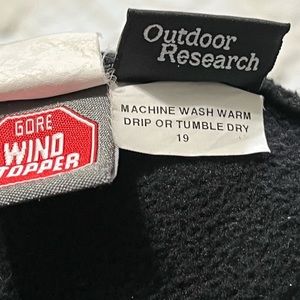 Outdoor
Research
MACHINE WASH WARM
DRIP OR TUMBLE DRY
19
GORE
WIND
STOPPER